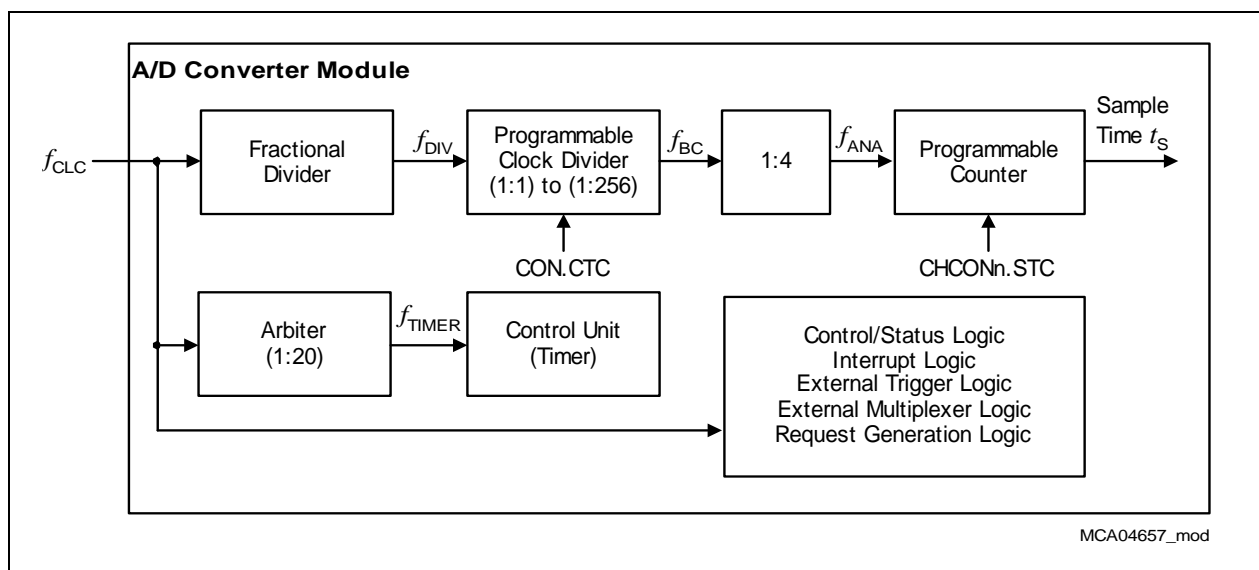 A/D Converter Module
fCLC
Fractional
Divider
fDIV
Programmable
Clock Divider
(1:1) to (1:256)
fBC
1:4
fANA
Programmable
Counter
Sample
Time tS
CON.CTC
CHCONn.STC
Arbiter
(1:20)
fTIMER
Control Unit
(Timer)
Control/Status Logic
Interrupt Logic
External Trigger Logic
External Multiplexer Logic
Request Generation Logic
MCA04657_mod